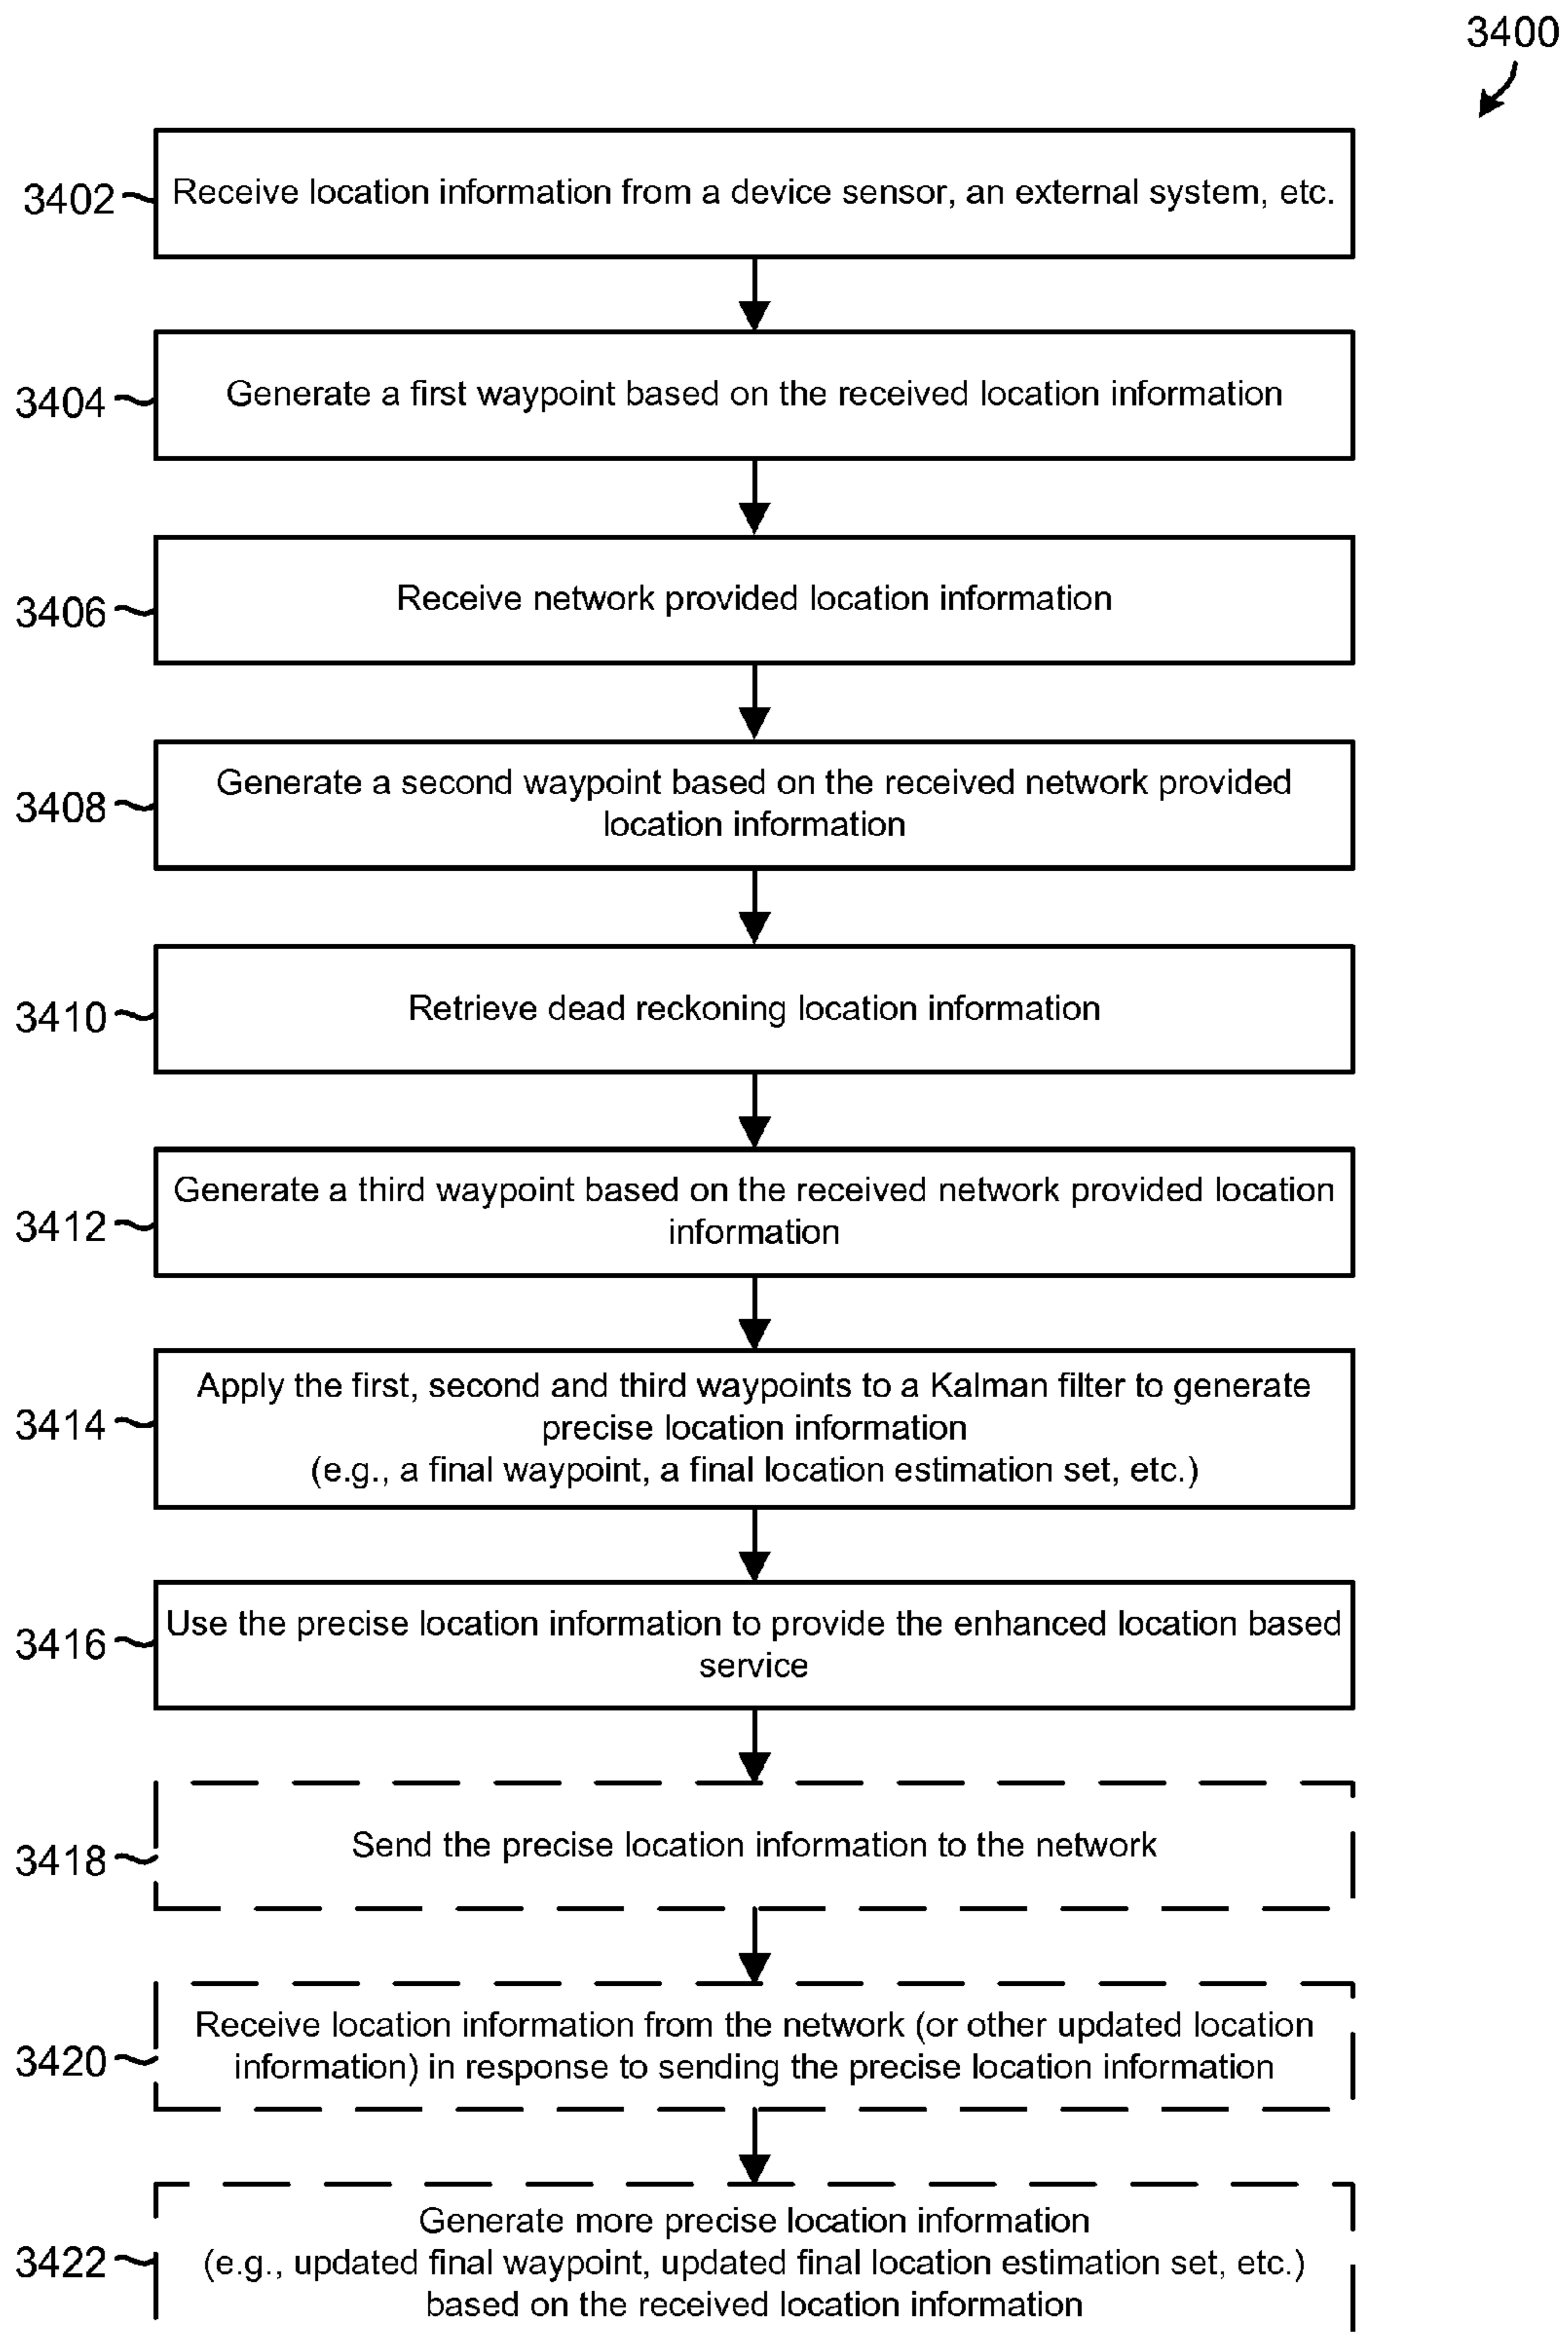 3400
3402
Receive location information from a device sensor, an external system, etc.
3404
Generate a first waypoint based on the received location information
3406
Receive network provided location information
3408
Generate a second waypoint based on the received network provided
location information
3410
Retrieve dead reckoning location information
3412
Generate a third waypoint based on the received network provided location
information
3414
Apply the first, second and third waypoints to a Kalman filter to generate
precise location information
(e.g., a final waypoint, a final location estimation set, etc.)
3416
Use the precise location information to provide the enhanced location based
service
3418
Send the precise location information to the network
3420
Receive location information from the network (or other updated location
information) in response to sending the precise location information
3422
Generate more precise location information
(e.g., updated final waypoint, updated final location estimation set, etc.)
based on the received location information